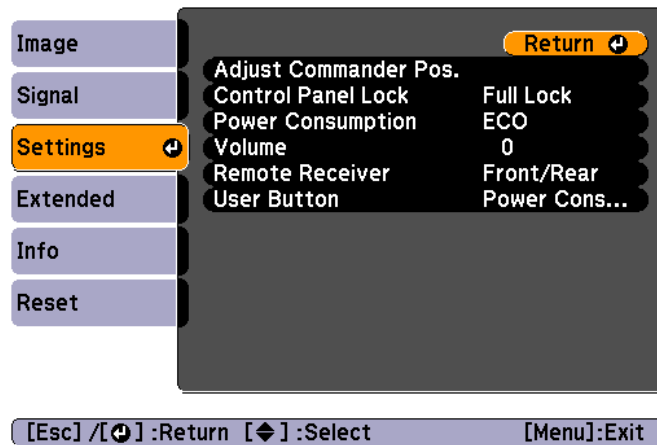 Image
Signal
Settings
Extended
Info
Reset
Return
Adjust Commander Pos.
Control Panel Lock Full Lock
Power Consumption ECO
Volume 0
Remote Receiver Front/Rear
User Button Power Cons...
[Esc] /[ ] :Return [ ] :Select [Menu]:Exit